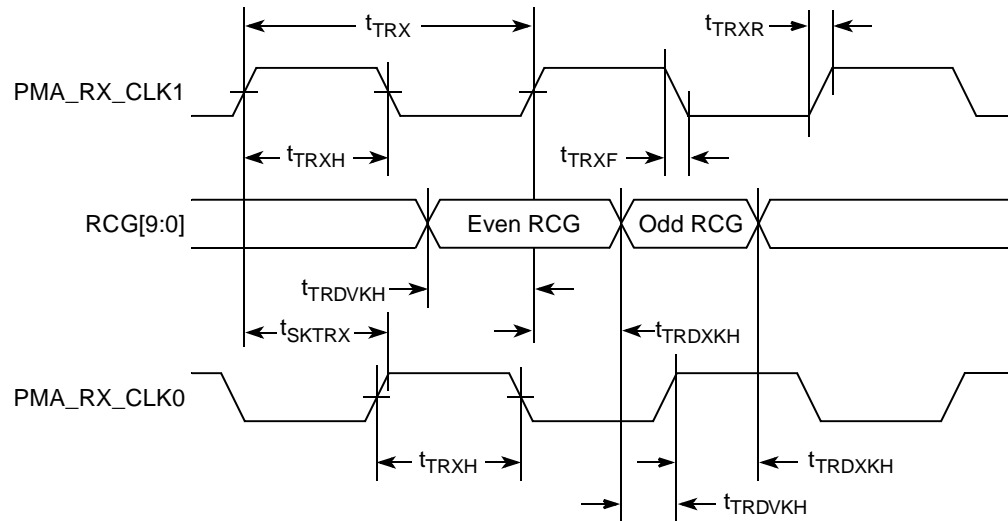 tTRX
tTRXR
PMA_RX_CLK1
tTRXH
tTRXF
RCG[9:0]
Even RCG
Odd RCG
tTRDVKH
tSKTRX
tTRDXKH
PMA_RX_CLK0
tTRXH
tTRDXKH
tTRDVKH